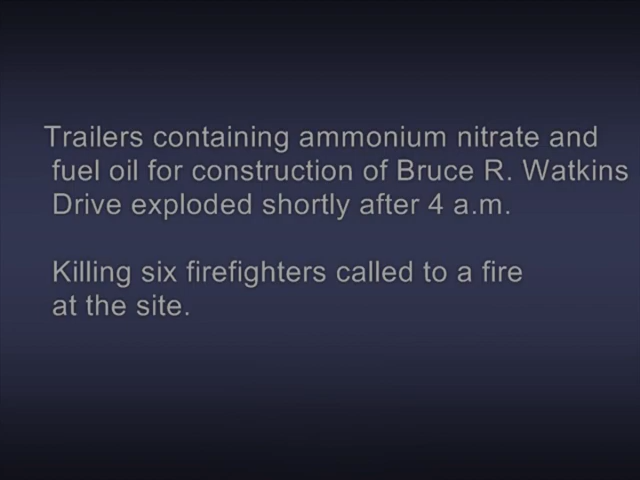 Trailers containing ammonium nitrate and
fuel oil for construction of Bruce R. Watkins
Drive exploded shortly after 4 a.m.
Killing six firefighters called to a fire
at the site.